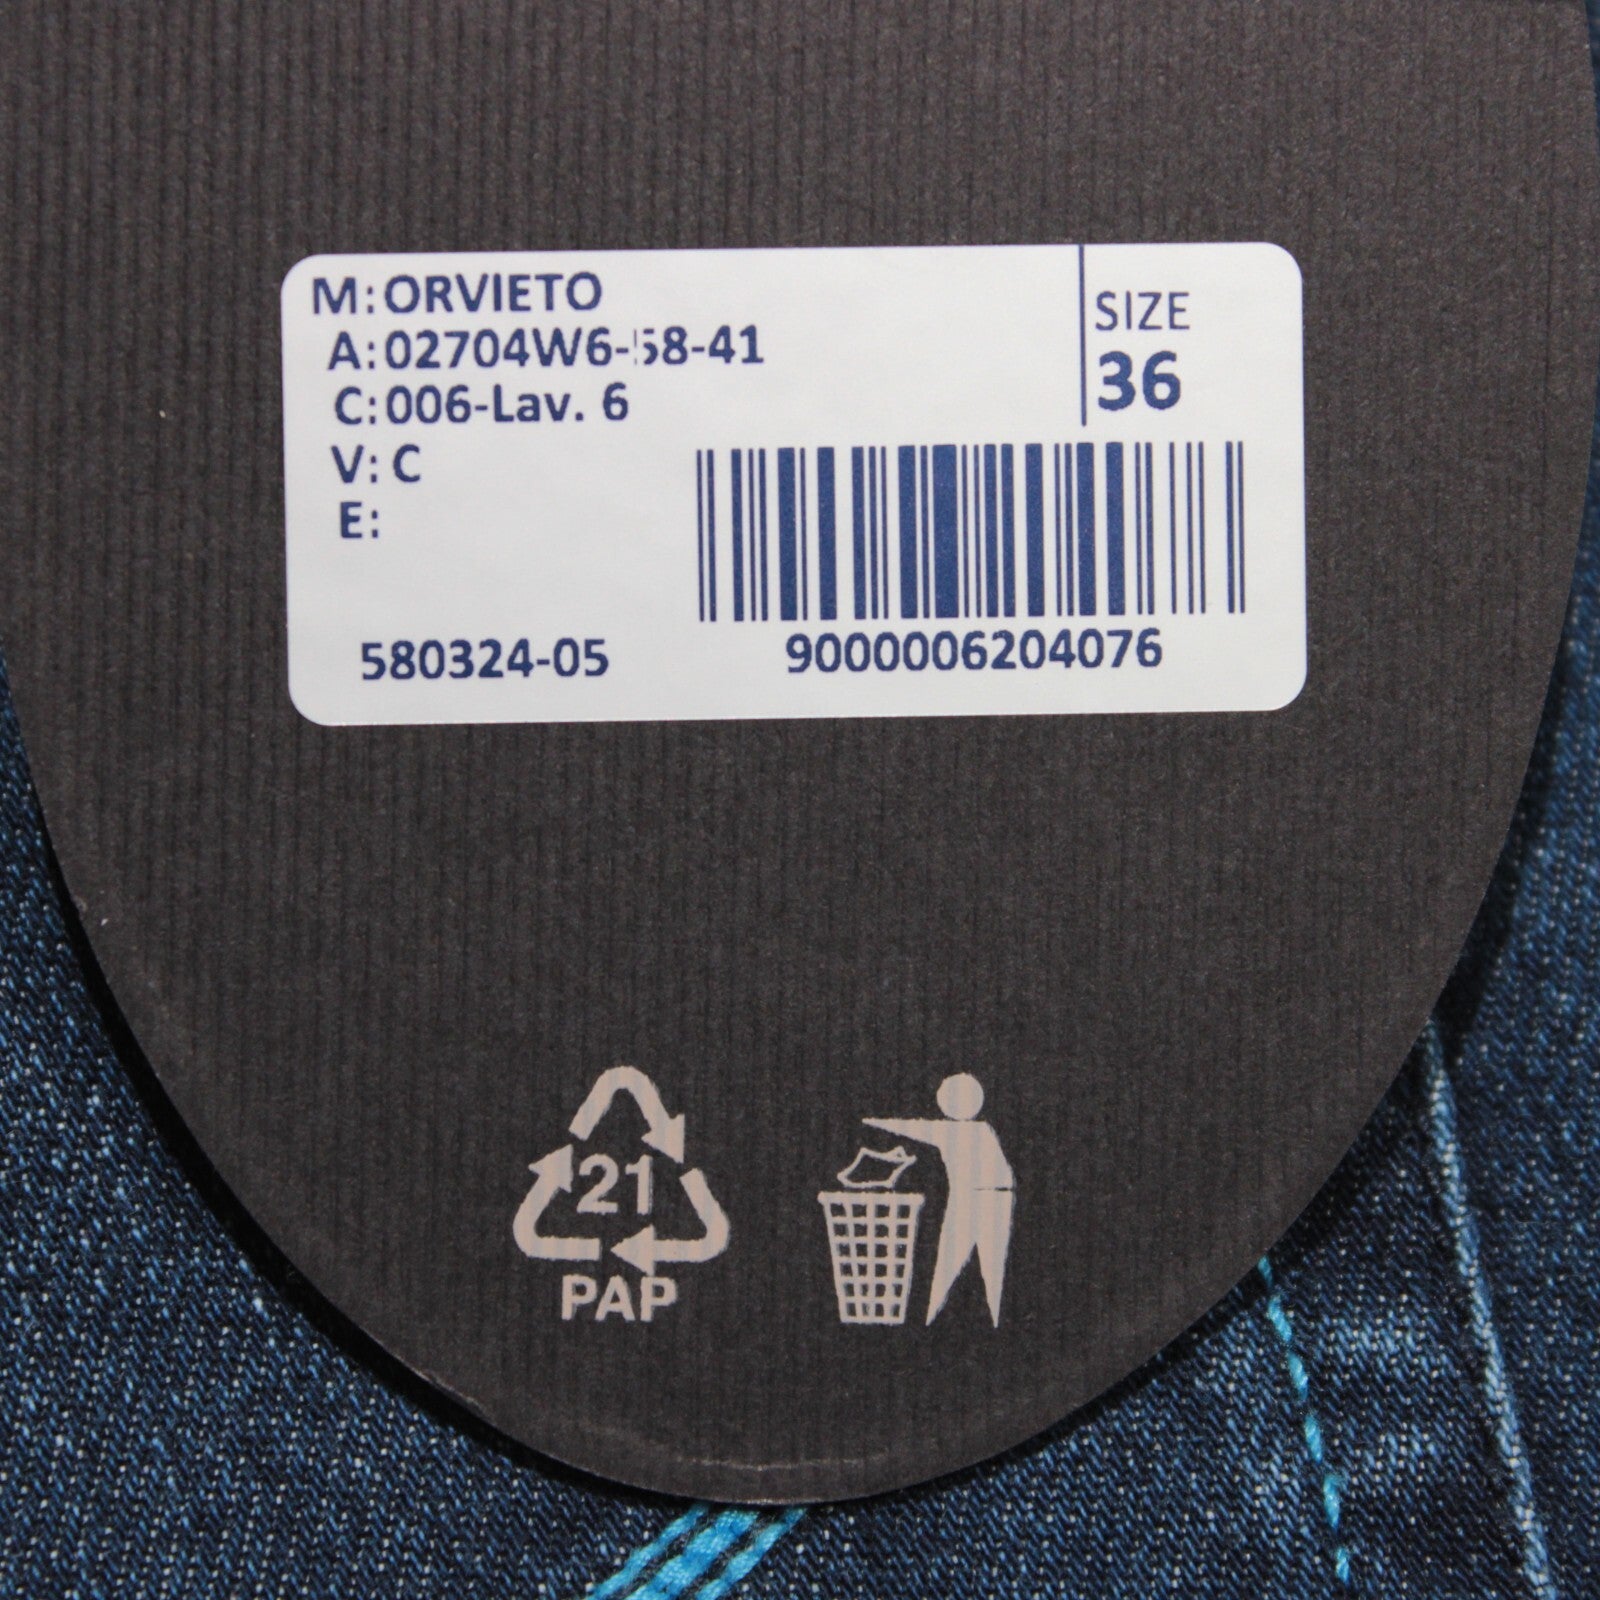 M: ORVIETO
A: 02704W6-58-41
C: 006-Lav. 6
V: C
E:
SIZE
36
580324-05
9000006204076
21
PAP